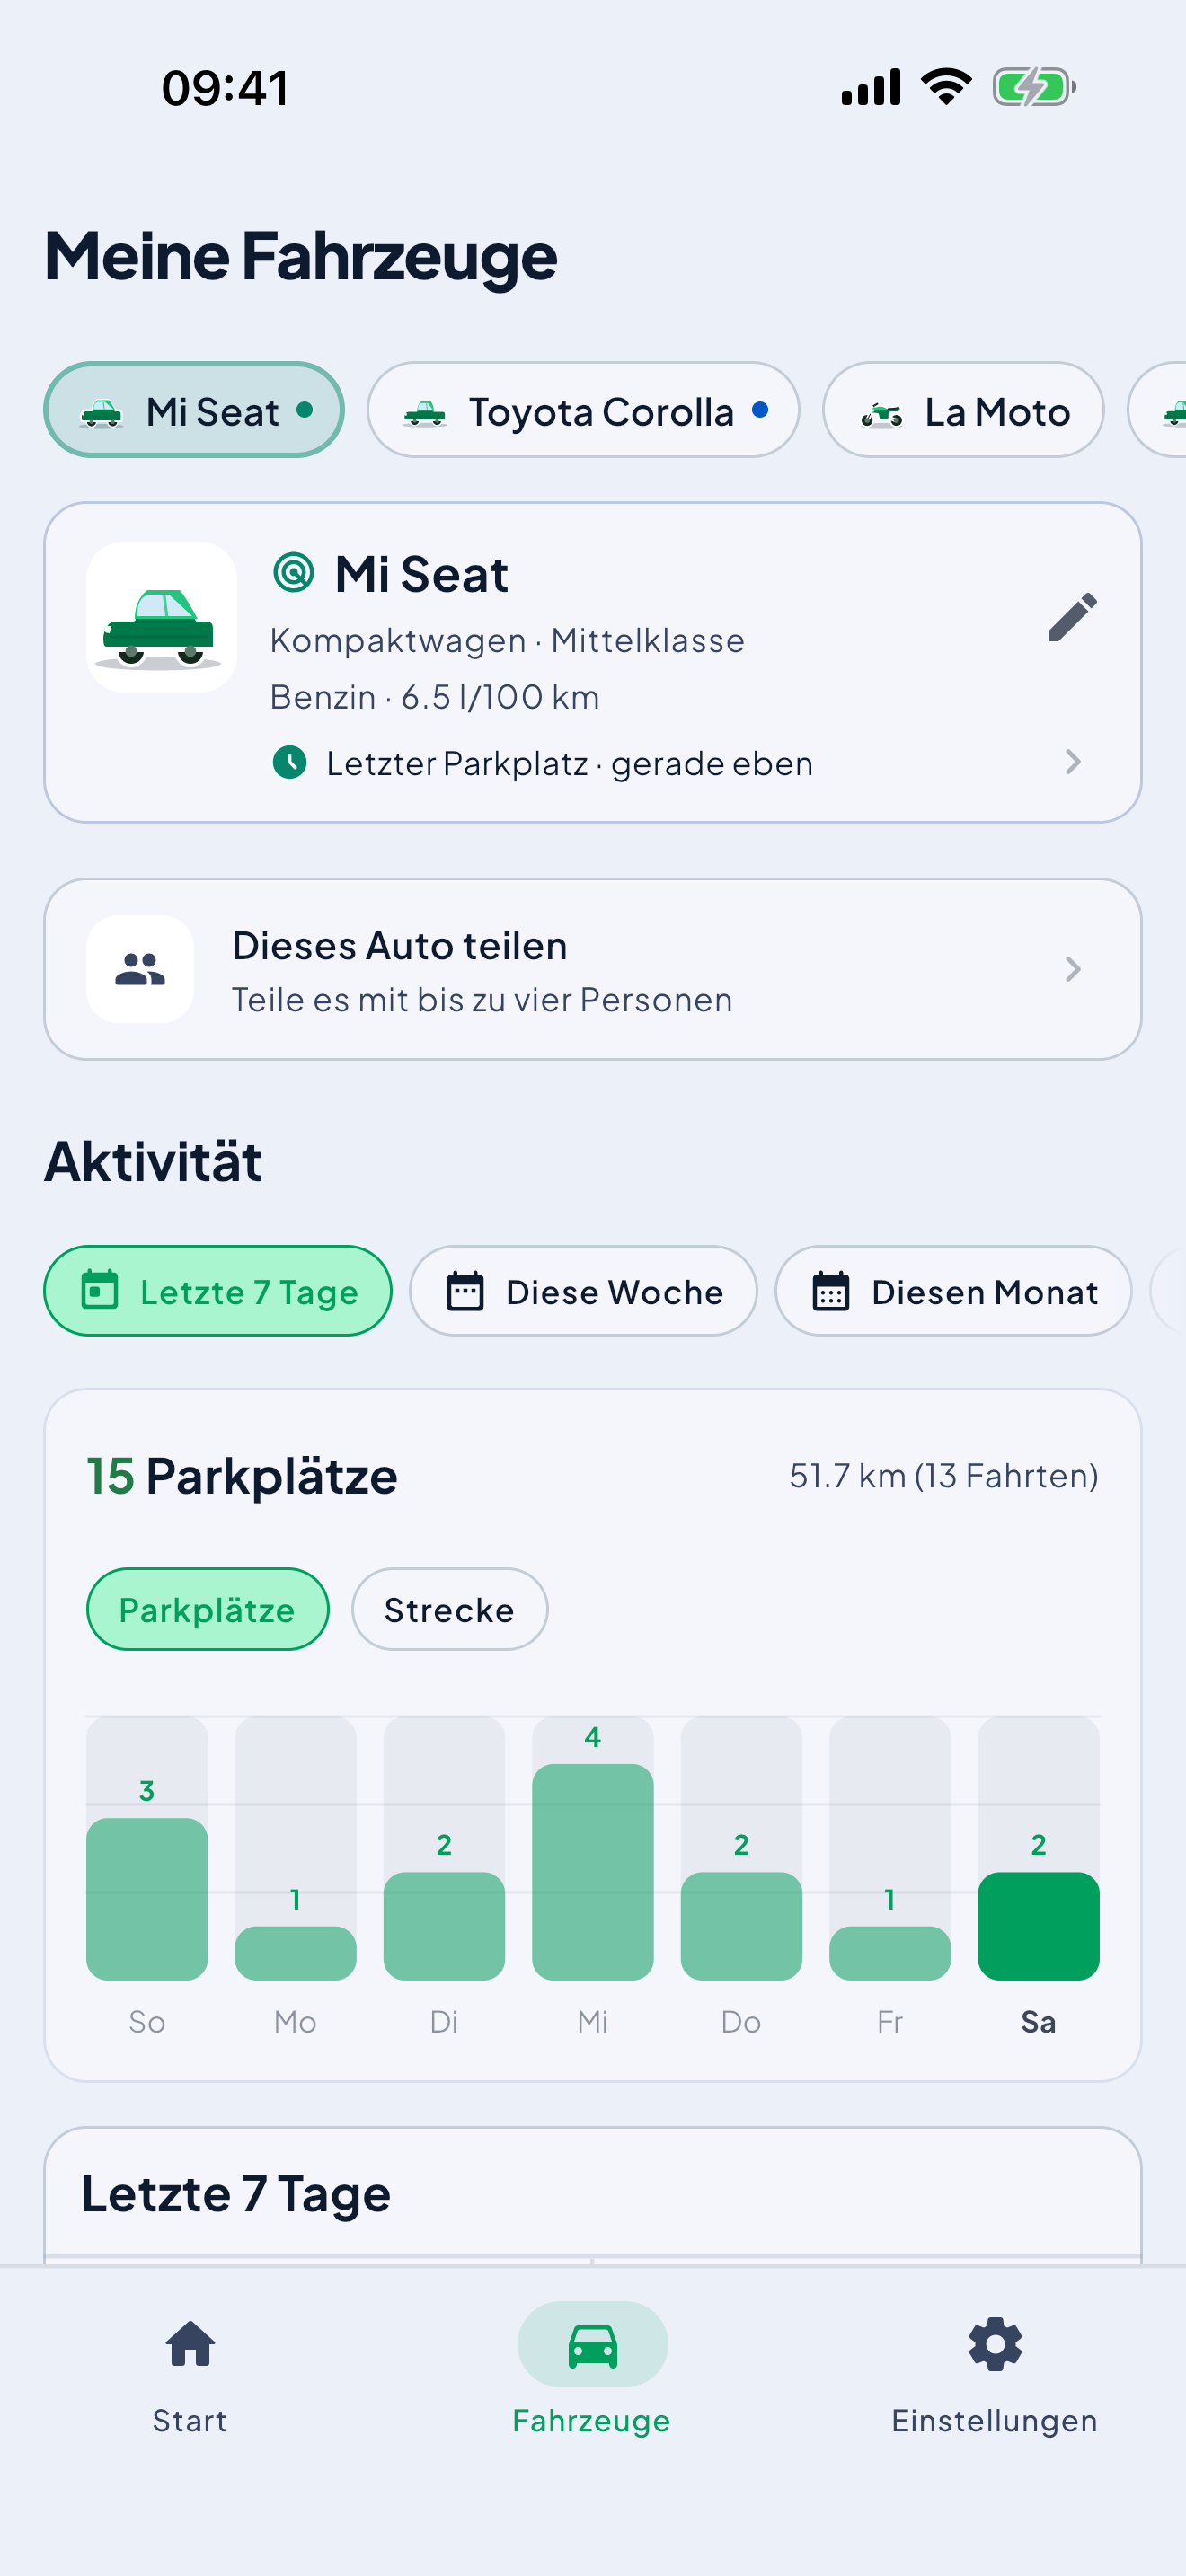 09:41
Meine Fahrzeuge
Mi Seat
Toyota Corolla
La Moto
Mi Seat
Kompaktwagen · Mittelklasse
Benzin · 6.5 l/100 km
Letzter Parkplatz · gerade eben
Dieses Auto teilen
Teile es mit bis zu vier Personen
Aktivität
Letzte 7 Tage
Diese Woche
Diesen Monat
15 Parkplätze
51.7 km (13 Fahrten)
Parkplätze
Strecke
3 1 2 4 2 1 2
So Mo Di Mi Do Fr Sa
Letzte 7 Tage
Start
Fahrzeuge
Einstellungen